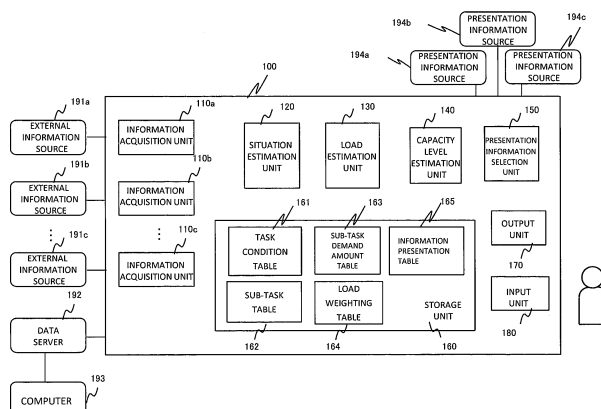 194b
PRESENTATION
INFORMATION
SOURCE
194a
194c
PRESENTATION
INFORMATION
SOURCE
PRESENTATION
INFORMATION
SOURCE
100
191a
110a
120
130
140
150
EXTERNAL
INFORMATION
SOURCE
INFORMATION
ACQUISITION UNIT
SITUATION
ESTIMATION
UNIT
LOAD
ESTIMATION
UNIT
CAPACITY
LEVEL
ESTIMATION
UNIT
PRESENTATION
INFORMATION
SELECTION
UNIT
191b
110b
EXTERNAL
INFORMATION
SOURCE
INFORMATION
ACQUISITION UNIT
161
163
165
191c
110c
EXTERNAL
INFORMATION
SOURCE
INFORMATION
ACQUISITION UNIT
TASK
CONDITION
TABLE
SUB-TASK
DEMAND
AMOUNT TABLE
INFORMATION
PRESENTATION
TABLE
OUTPUT
UNIT
170
192
DATA
SERVER
SUB-TASK
TABLE
LOAD
WEIGHTING
TABLE
STORAGE
UNIT
INPUT
UNIT
162
164
160
180
193
COMPUTER